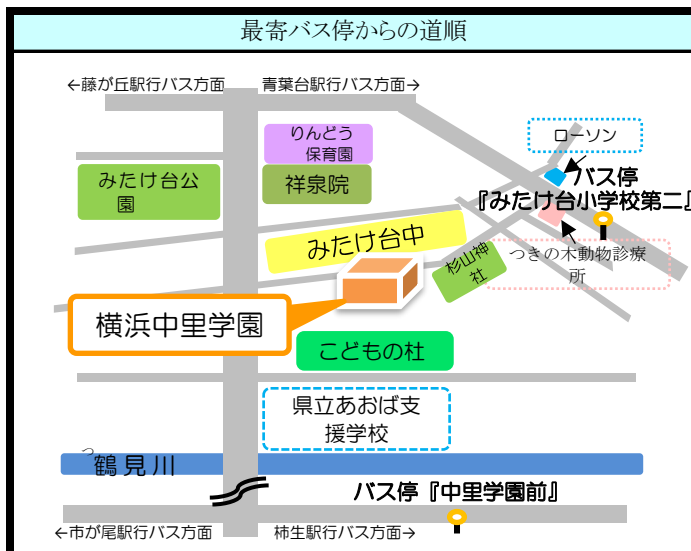 最寄バス停からの道順
←藤が丘駅行バス方面
青葉台駅行バス方面→
りんどう
保育園
ローソン
みたけ台公
園
祥泉院
バス停
『みたけ台小学校第二』
みたけ台中
杉山神
社
つきの木動物診療
所
横浜中里学園
こどもの杜
県立あおば支
援学校
つ
鶴見川
バス停『中里学園前』
←市が尾駅行バス方面
柿生駅行バス方面→